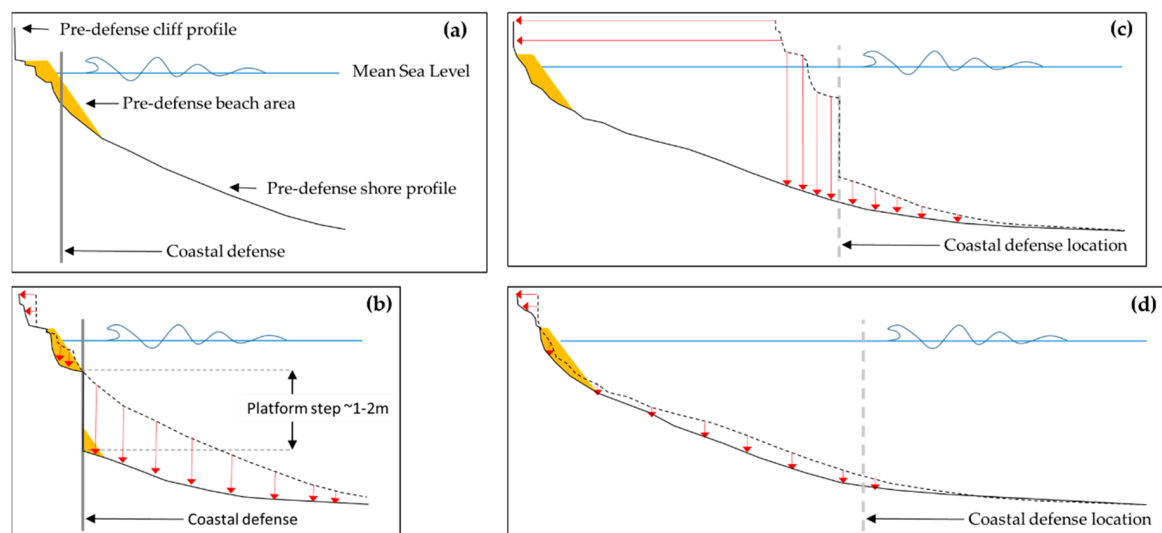 Pre-defense cliff profile
(a)
Mean Sea Level
Pre-defense beach area
Pre-defense shore profile
Coastal defense
(b)
Platform step ~1-2m
Coastal defense
(c)
Coastal defense location
(d)
Coastal defense location